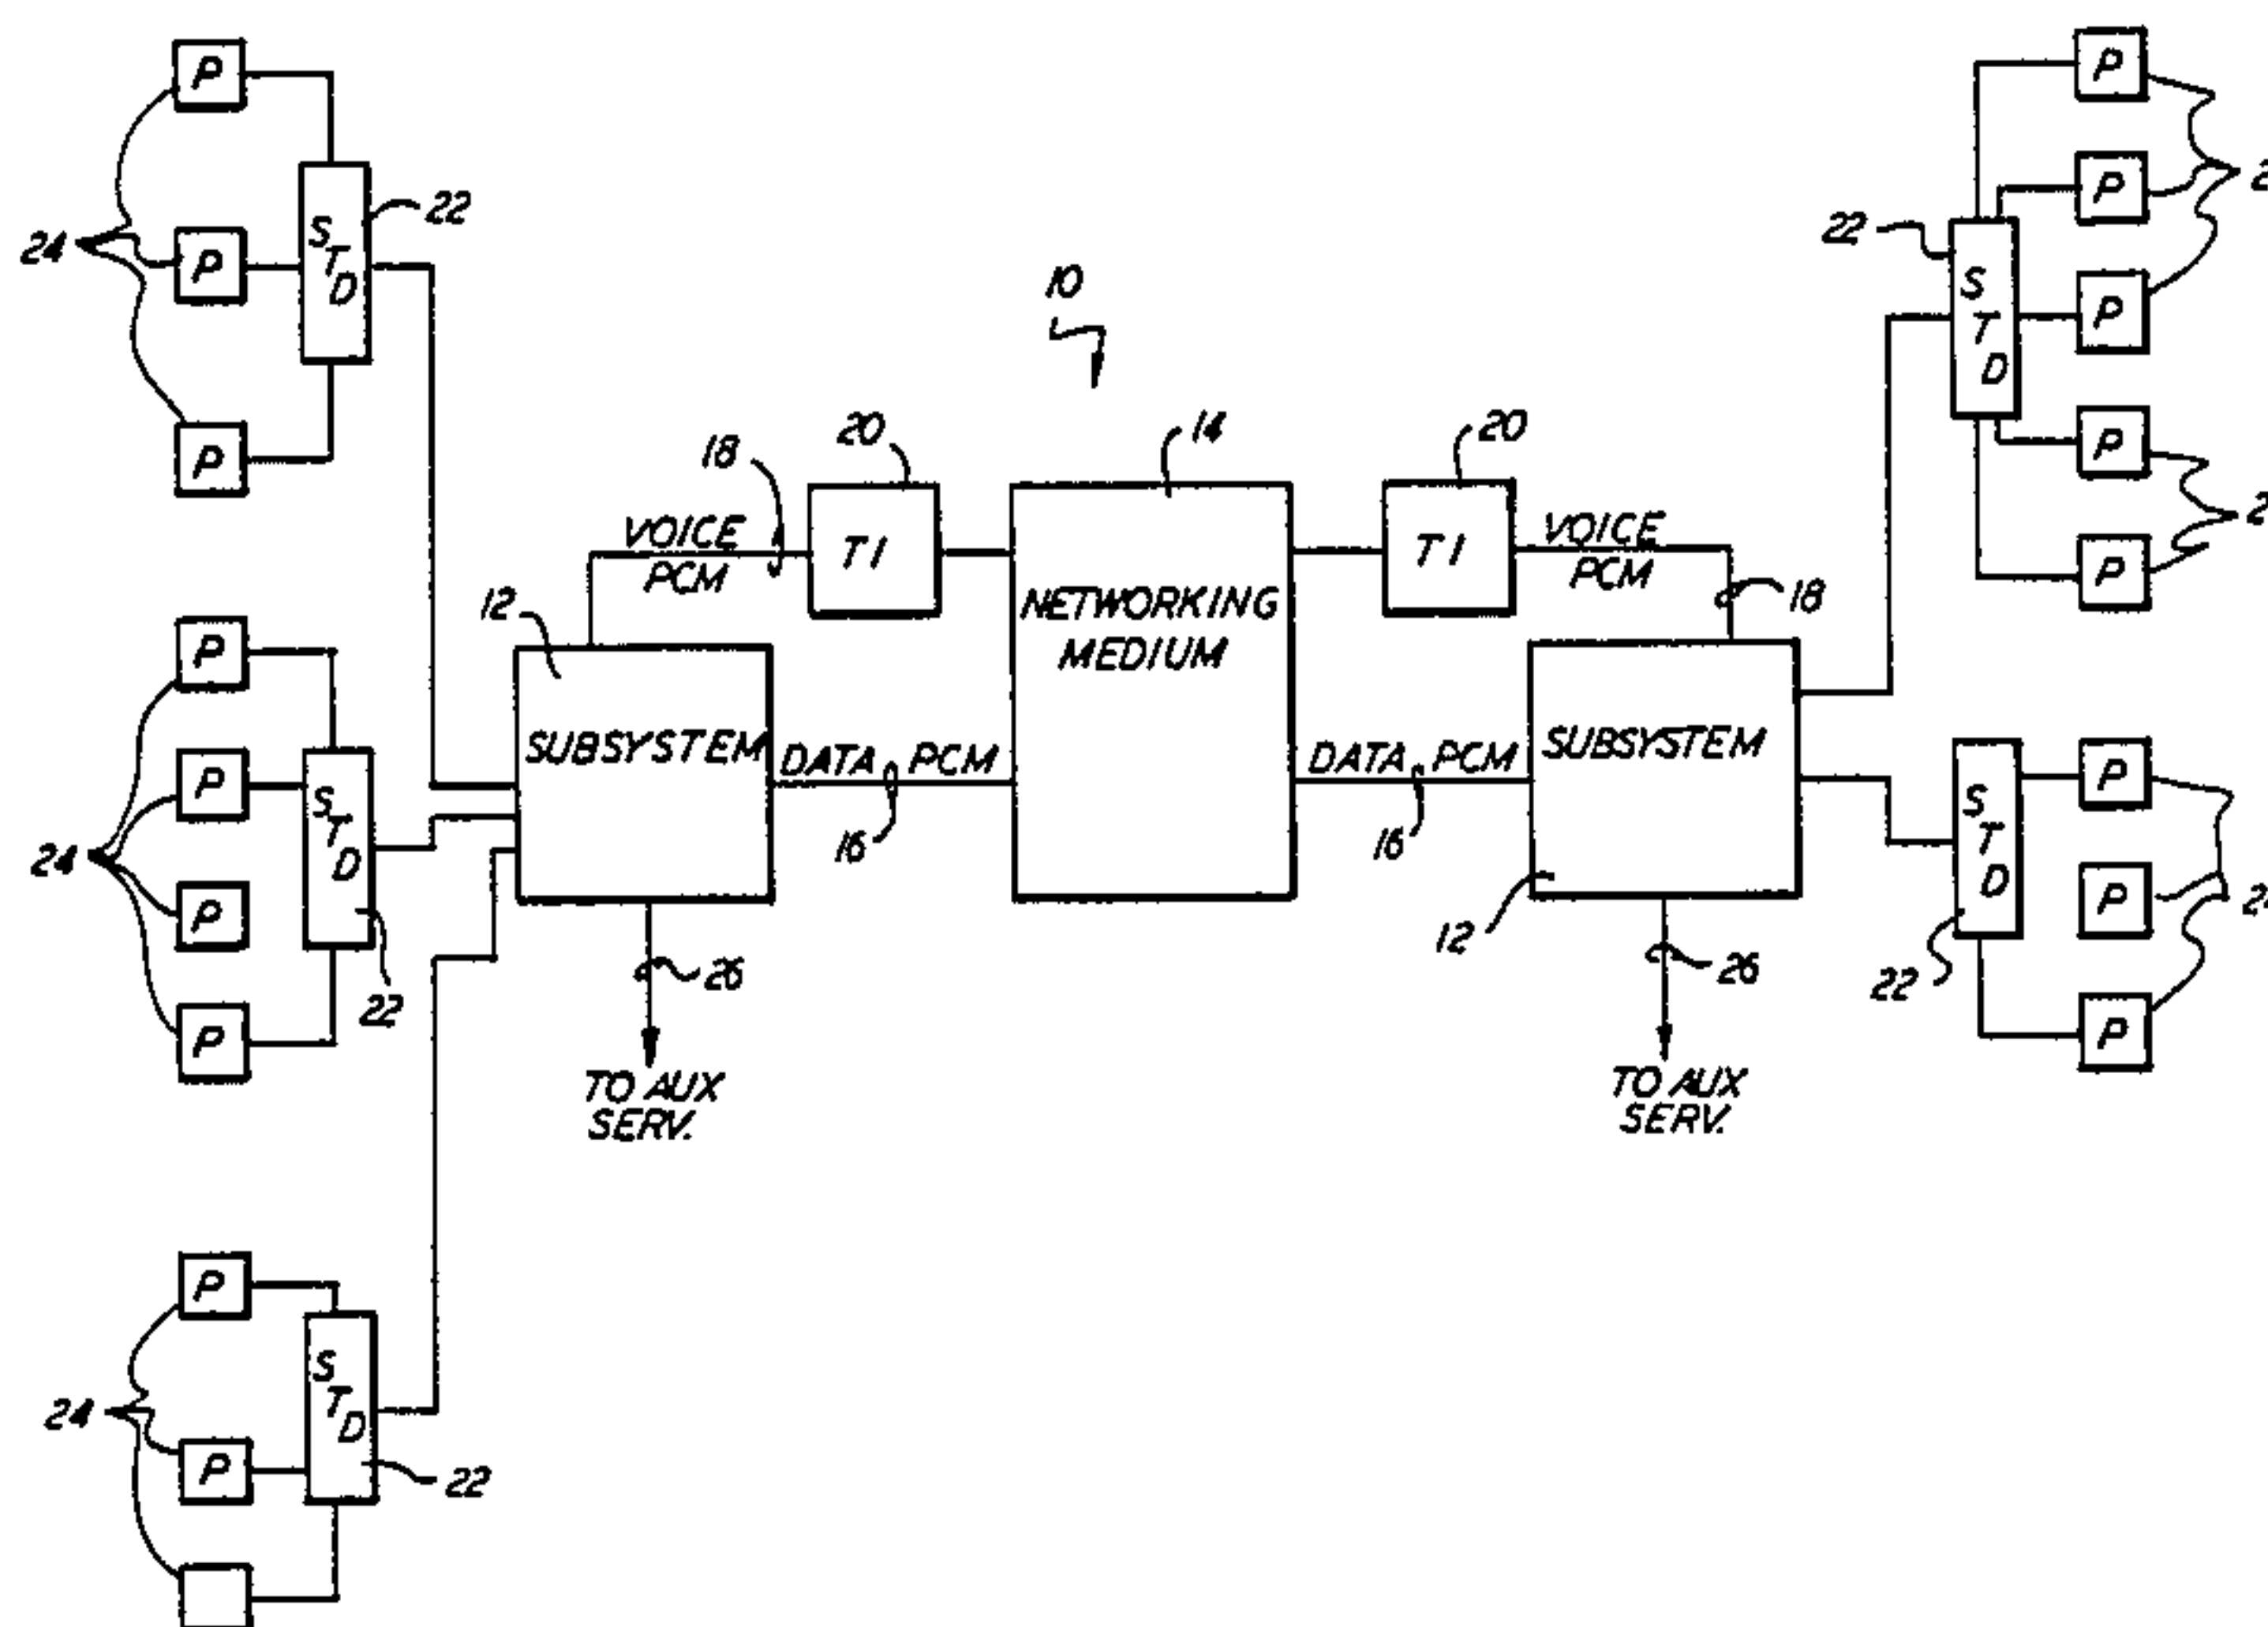 P
P
P
24
S
T
D
22
P
P
P
P
24
S
T
D
22
P
P
24
S
T
D
22
10
12
SUBSYSTEM
18
VOICE
PCM
20
T1
14
NETWORKING
MEDIUM
20
T1
VOICE
PCM
18
DATA PCM
16
DATA PCM
16
SUBSYSTEM
12
26
TO AUX
SERV.
26
TO AUX
SERV.
22
S
T
D
P
P
P
P
P
S
T
D
22
P
P
P